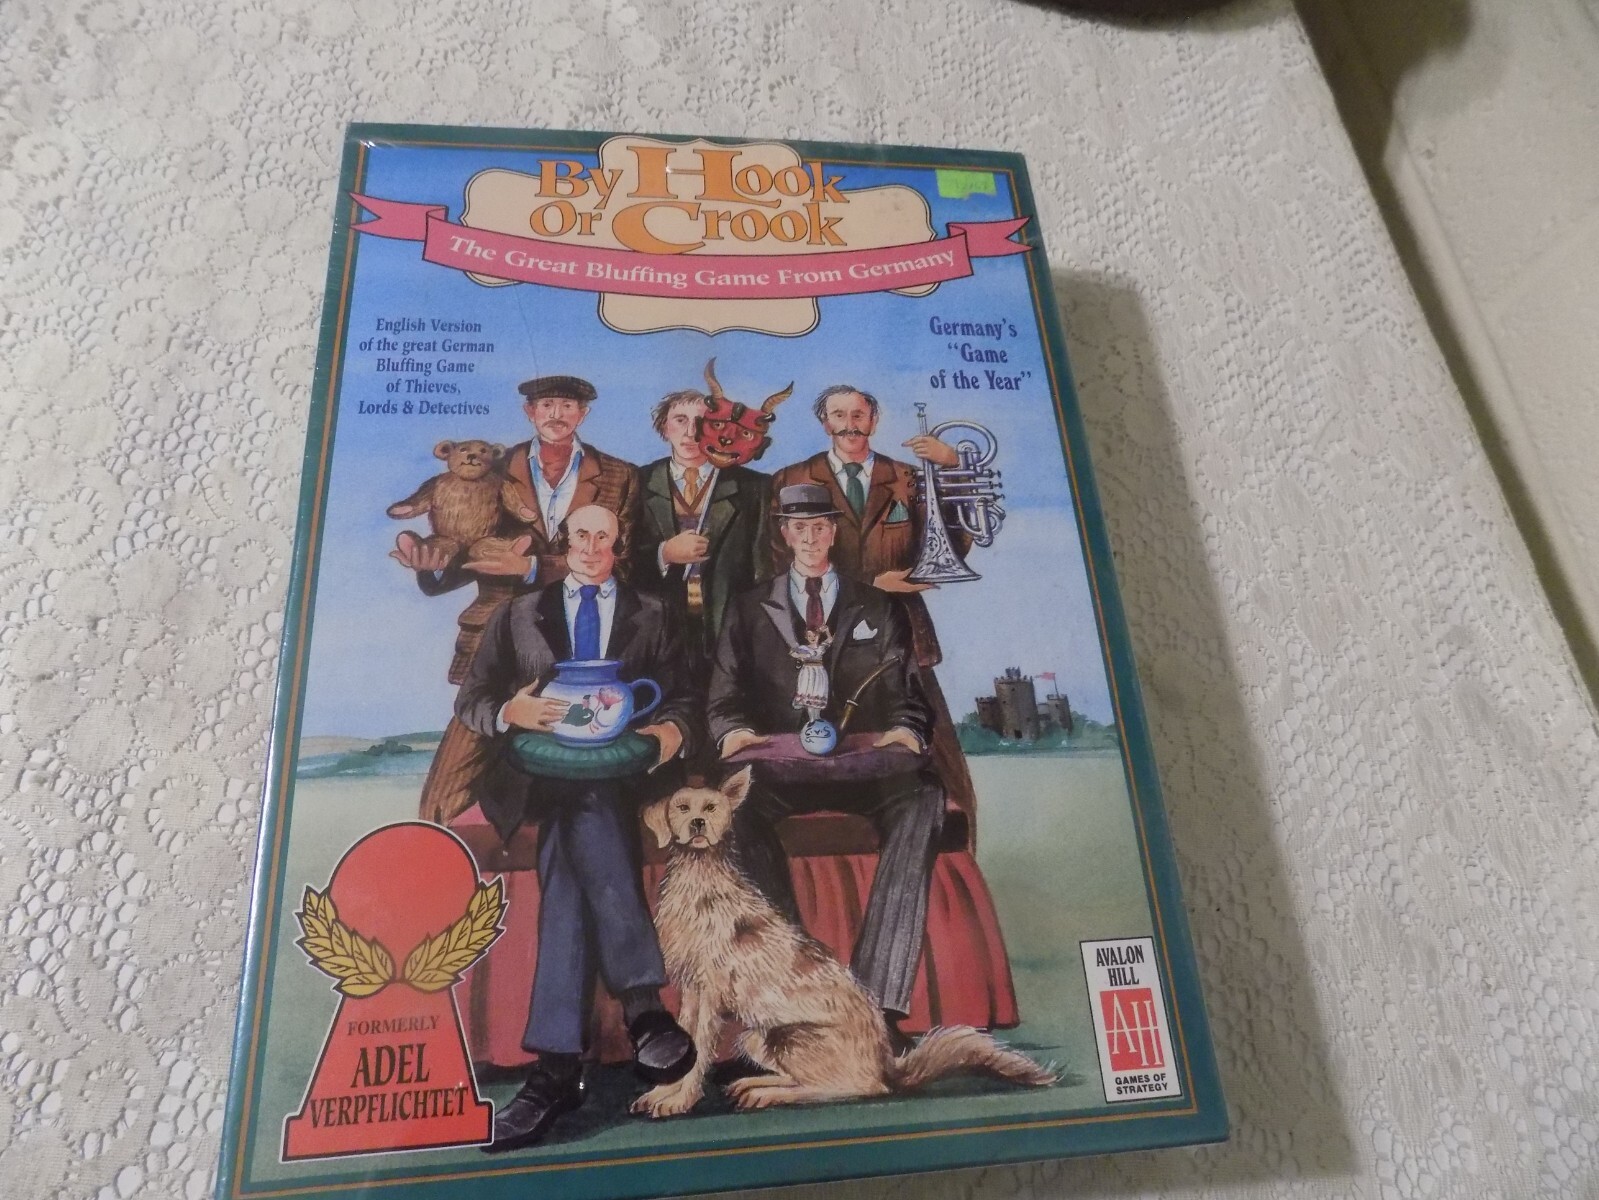 By Hook
Or Crook
The Great Bluffing Game From Germany
English Version
of the great German
Bluffing Game
of Thieves,
Lords & Detectives
Germany's
"Game
of the Year"
FORMERLY
ADEL
VERPFLICHTET
AVALON
HILL
AH
GAMES OF
STRATEGY